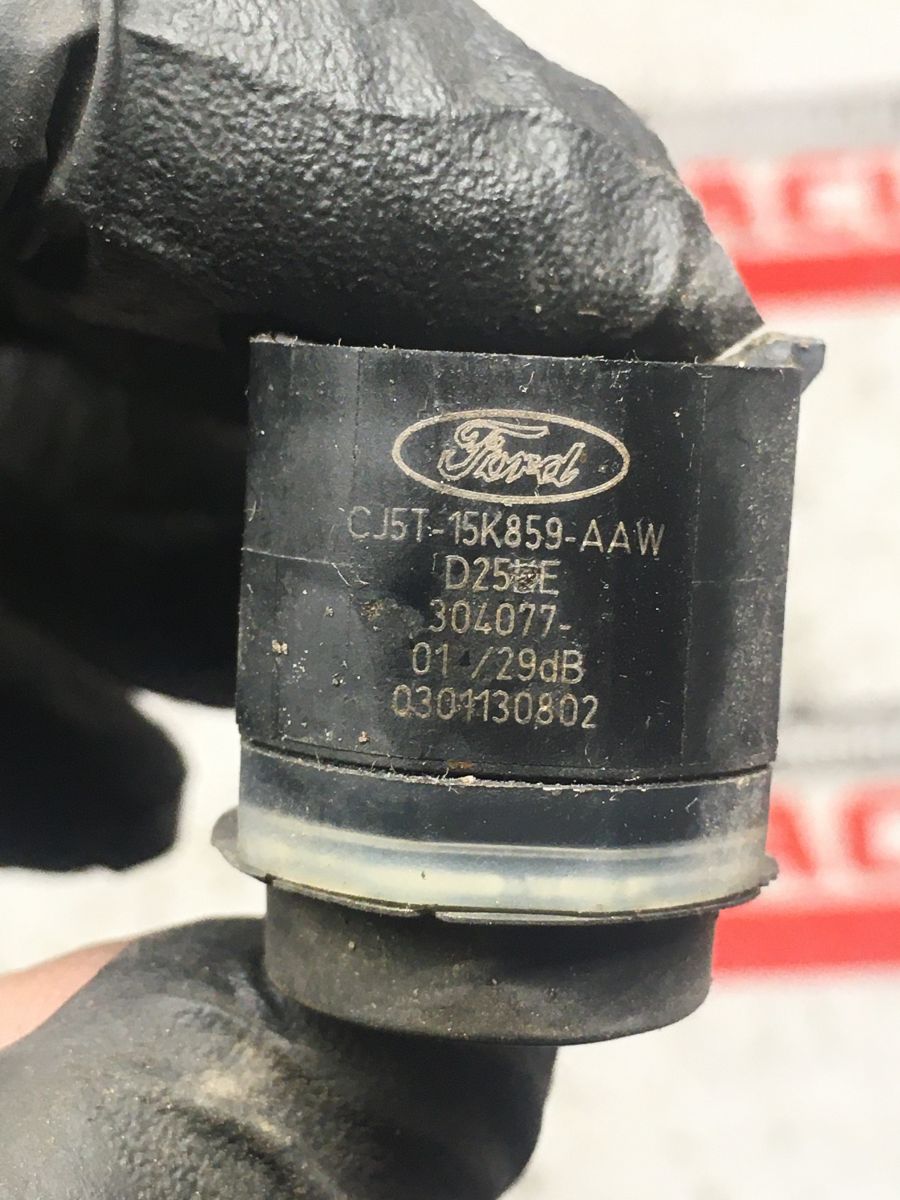 Ford
CJ5T-15K859-AAW
304077-
01 /29dB
0301130802